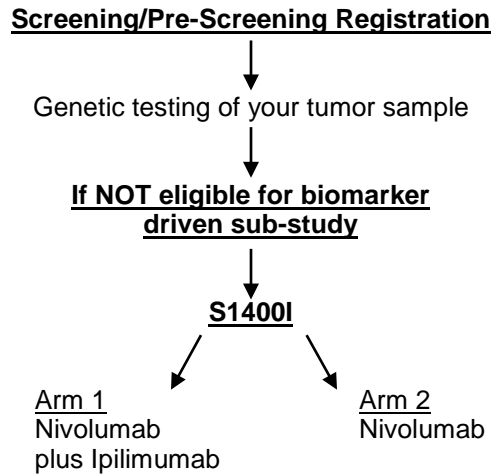 Screening/Pre-Screening Registration
Genetic testing of your tumor sample
If NOT eligible for biomarker
driven sub-study
S1400I
Arm 1
Nivolumab
plus Ipilimumab
Arm 2
Nivolumab